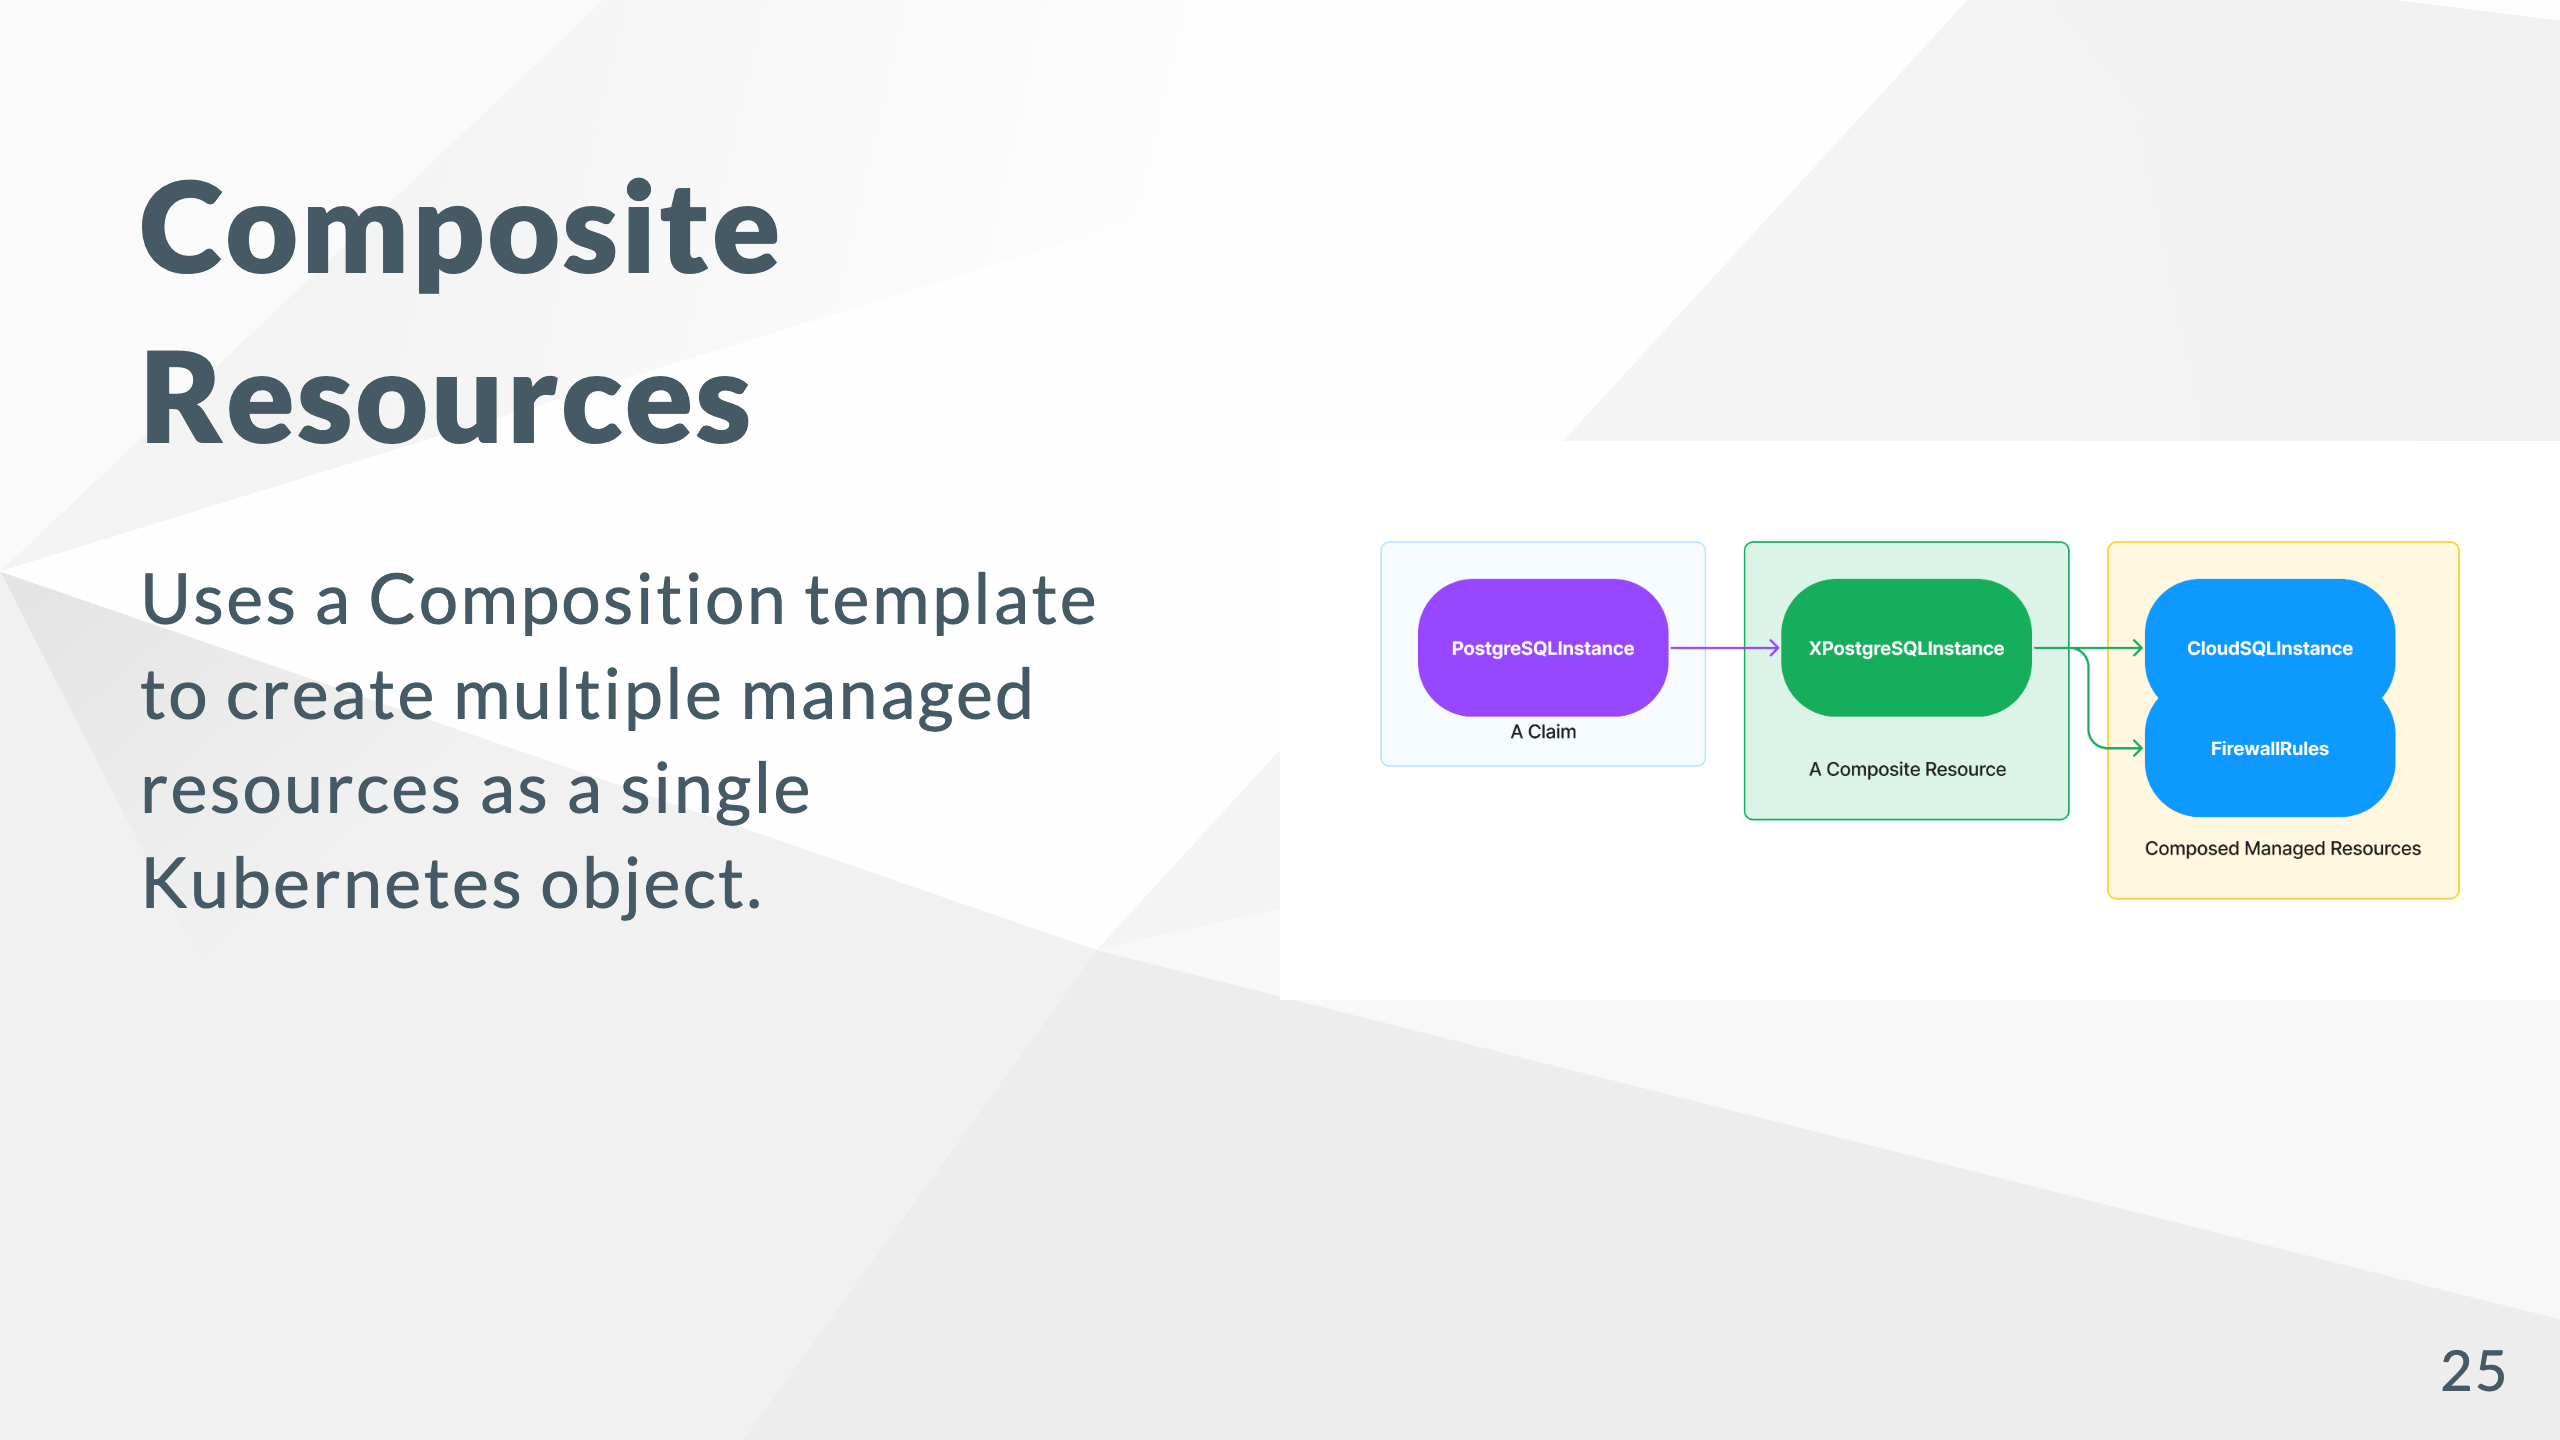 Composite
Resources
Uses a Composition template
to create multiple managed
resources as a single
Kubernetes object.
PostgreSQLInstance
A Claim
XPostgreSQLInstance
A Composite Resource
CloudSQLInstance
FirewallRules
Composed Managed Resources
25